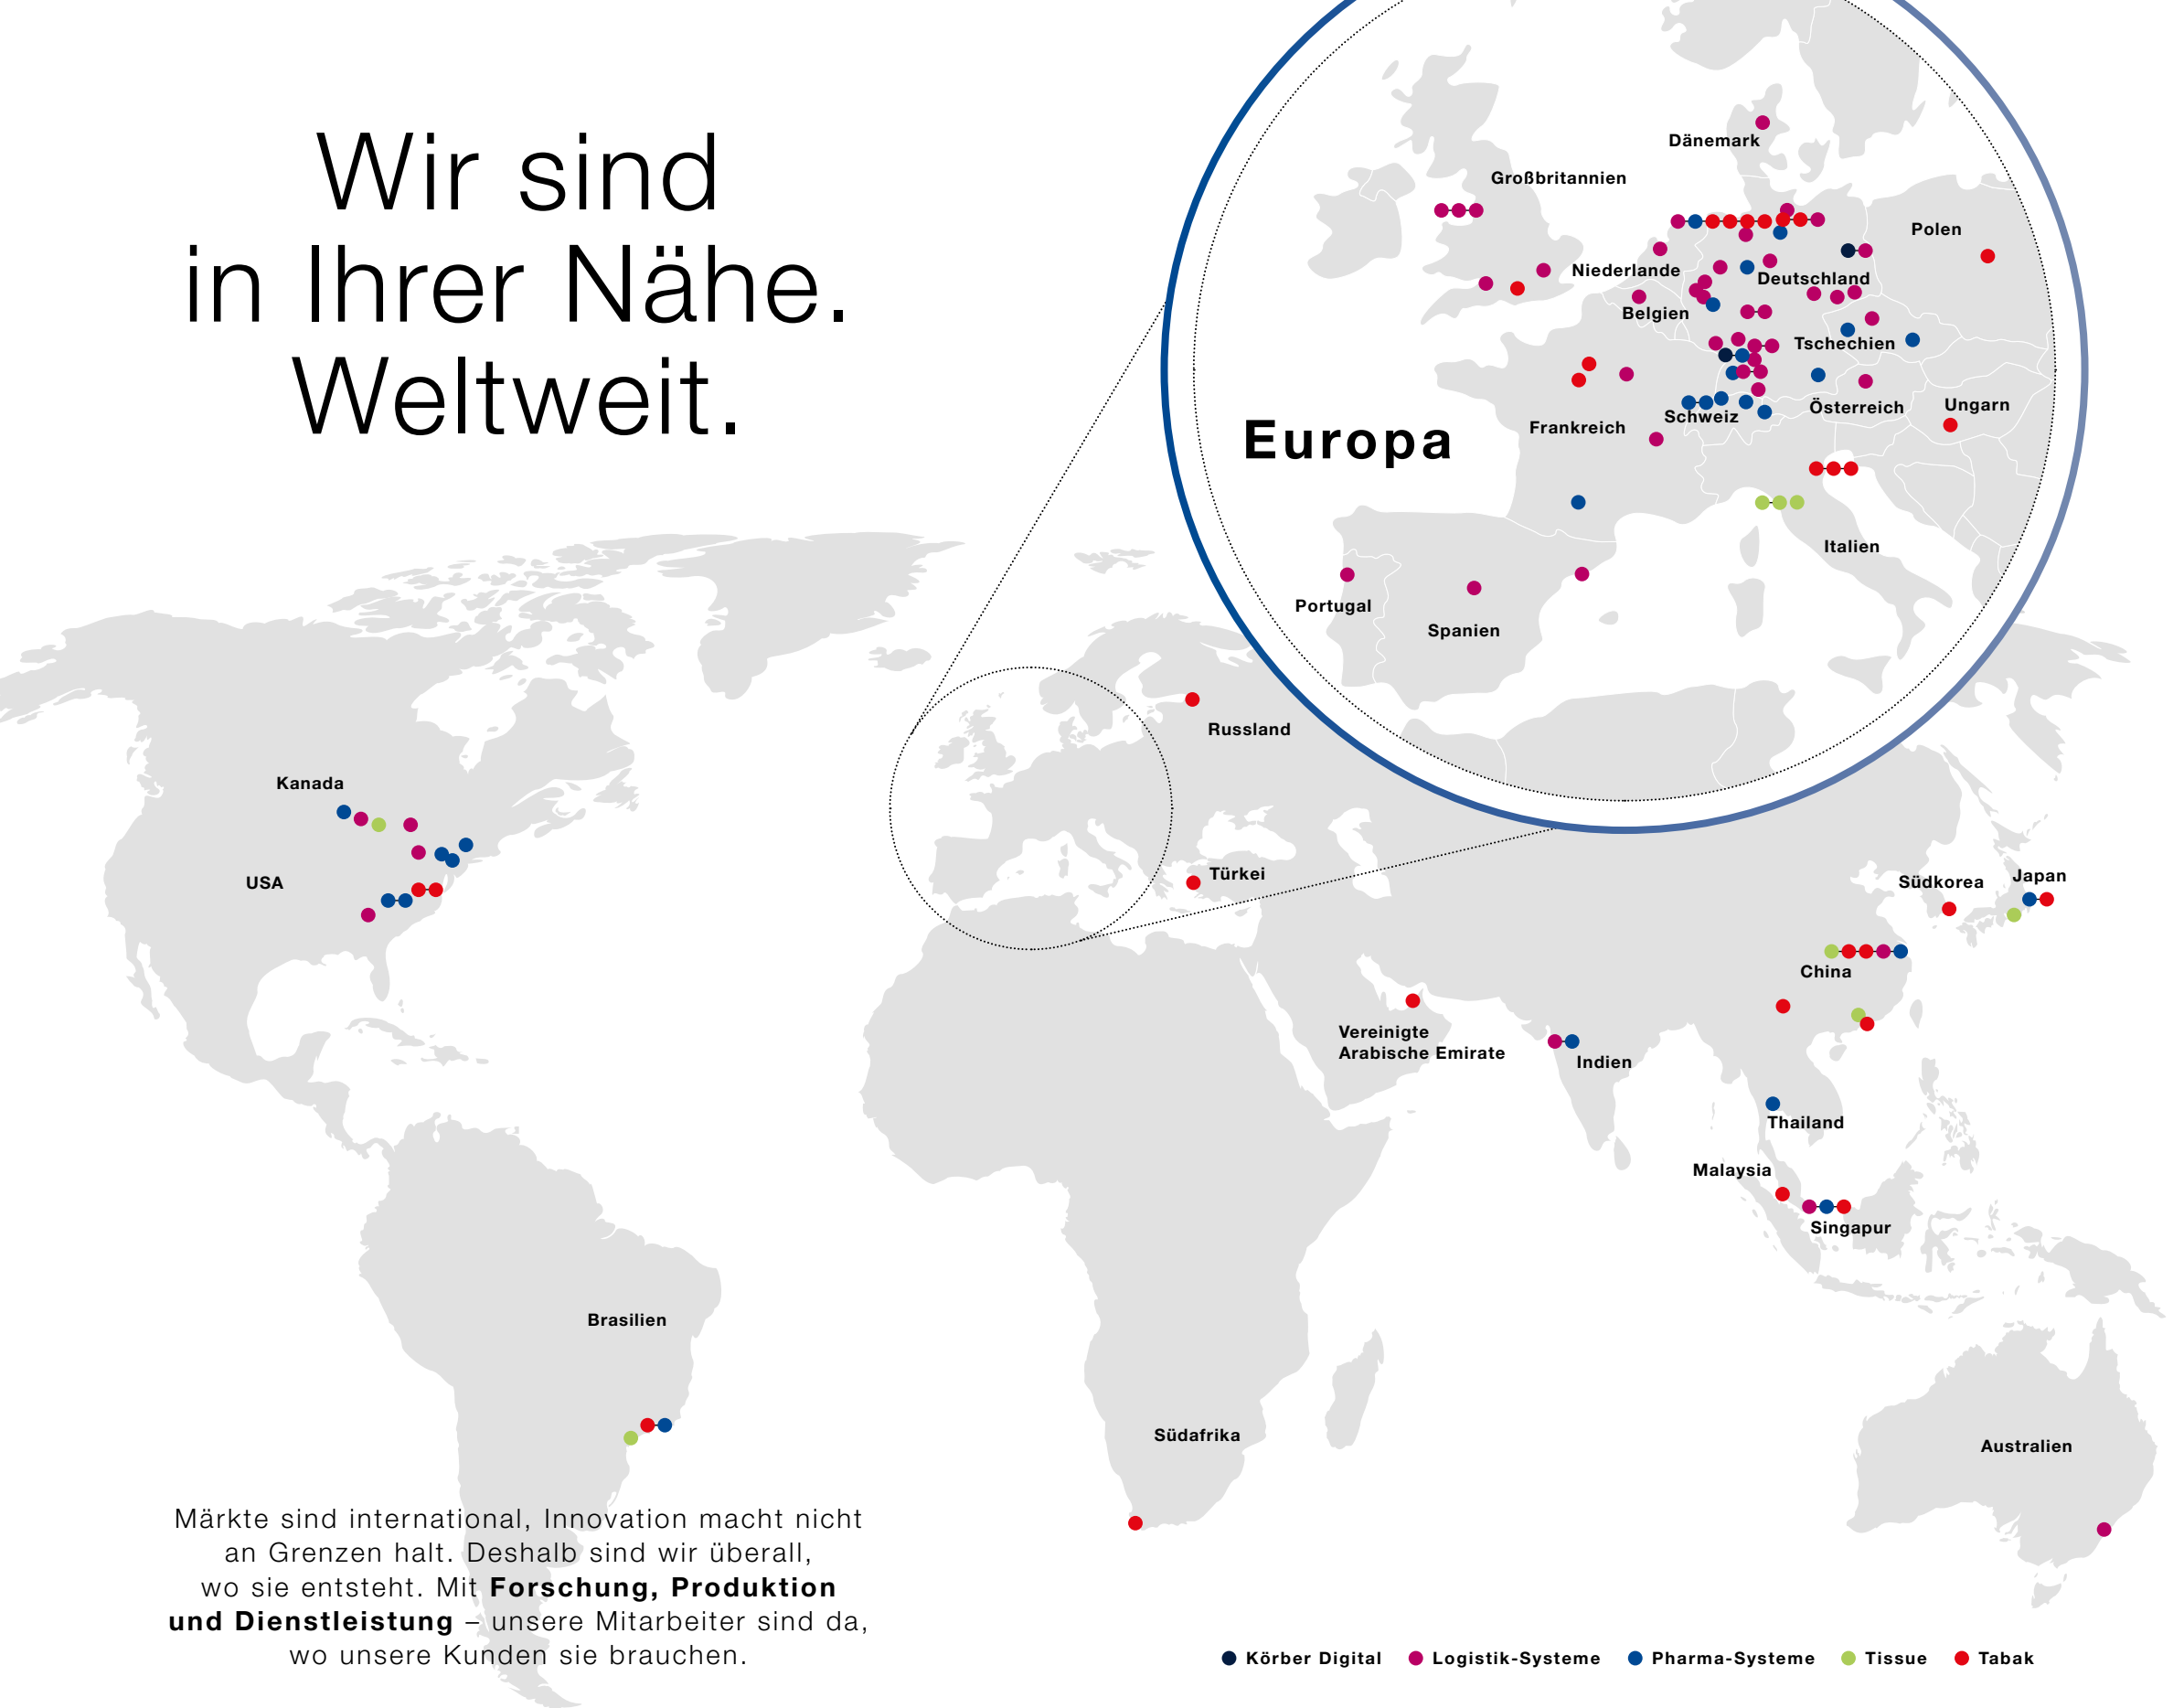 Wir sind
in Ihrer Nähe.
Weltweit.
Dänemark
Großbritannien
Polen
Niederlande
Deutschland
Belgien
Tschechien
Österreich
Ungarn
Schweiz
Frankreich
Europa
Italien
Portugal
Spanien
Russland
Kanada
USA
Türkei
Südkorea
Japan
China
Vereinigte
Arabische Emirate
Indien
Thailand
Malaysia
Singapur
Brasilien
Südafrika
Australien
Märkte sind international, Innovation macht nicht
an Grenzen halt. Deshalb sind wir überall,
wo sie entsteht. Mit Forschung, Produktion
und Dienstleistung – unsere Mitarbeiter sind da,
wo unsere Kunden sie brauchen.
Körber Digital Logistik-Systeme Pharma-Systeme Tissue Tabak